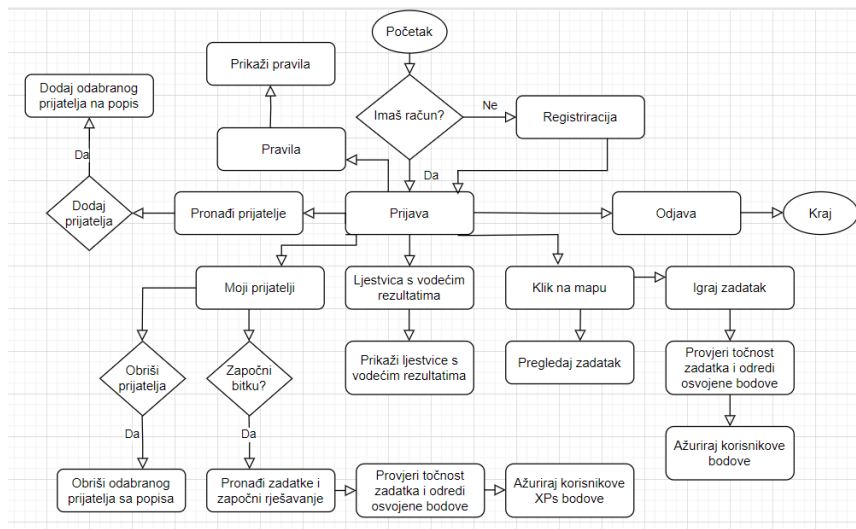 Početak
Prikaži pravila
Dodaj odabranog
prijatelja na popis
Imaš račun?
Ne
Registriracija
Pravila
Da
Da
Dodaj
prijatelja
Pronađi prijatelje
Prijava
Odjava
Kraj
Moji prijatelji
Ljestvica s vodećim
rezultatima
Klik na mapu
Igraj zadatak
Obriši
prijatelja
Započni
bitku?
Prikaži ljestvice s
vodećim rezultatima
Pregledaj zadatak
Provjeri točnost
zadatka i odredi
osvojene bodove
Da
Da
Ažuriraj korisnikove
bodove
Obriši odabranog
prijatelja sa popisa
Pronađi zadatke i
započni rješavanje
Provjeri točnost
zadatka i odredi
osvojene bodove
Ažuriraj korisnikove
XPs bodove